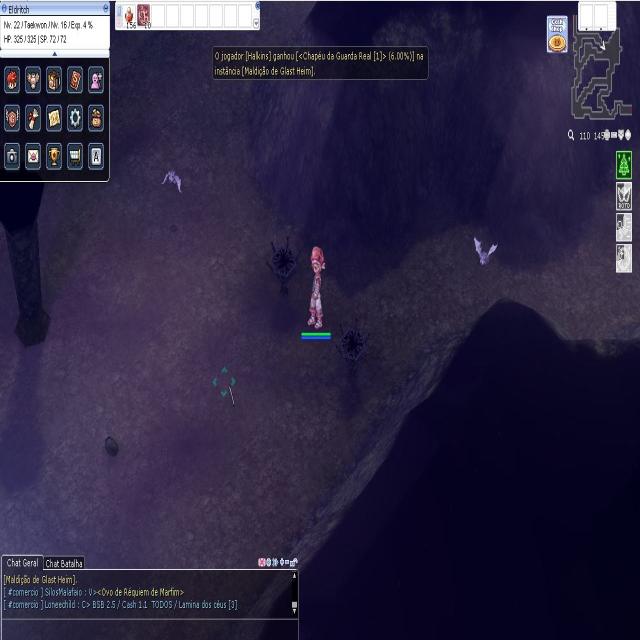 Eldritch
Nv. 22 / Taekwon / Nv. 16 / Exp. 4 %
HP. 325 / 325 | SP. 72 / 72
O jogador [Halkins] ganhou [<Chapéu da Guarda Real [1]> (6.00%)] na
instância [Maldição de Glast Heim].
110 145
Chat Geral Chat Batalha
[Maldição de Glast Heim].
[ #comercio ] SilosMalafaio : V><Ovo de Réquiem de Marfim>
[ #comercio ] Loneechild : C> BSB 2.5 / Cash 1.1 TODOS / Lamina dos céus [3]